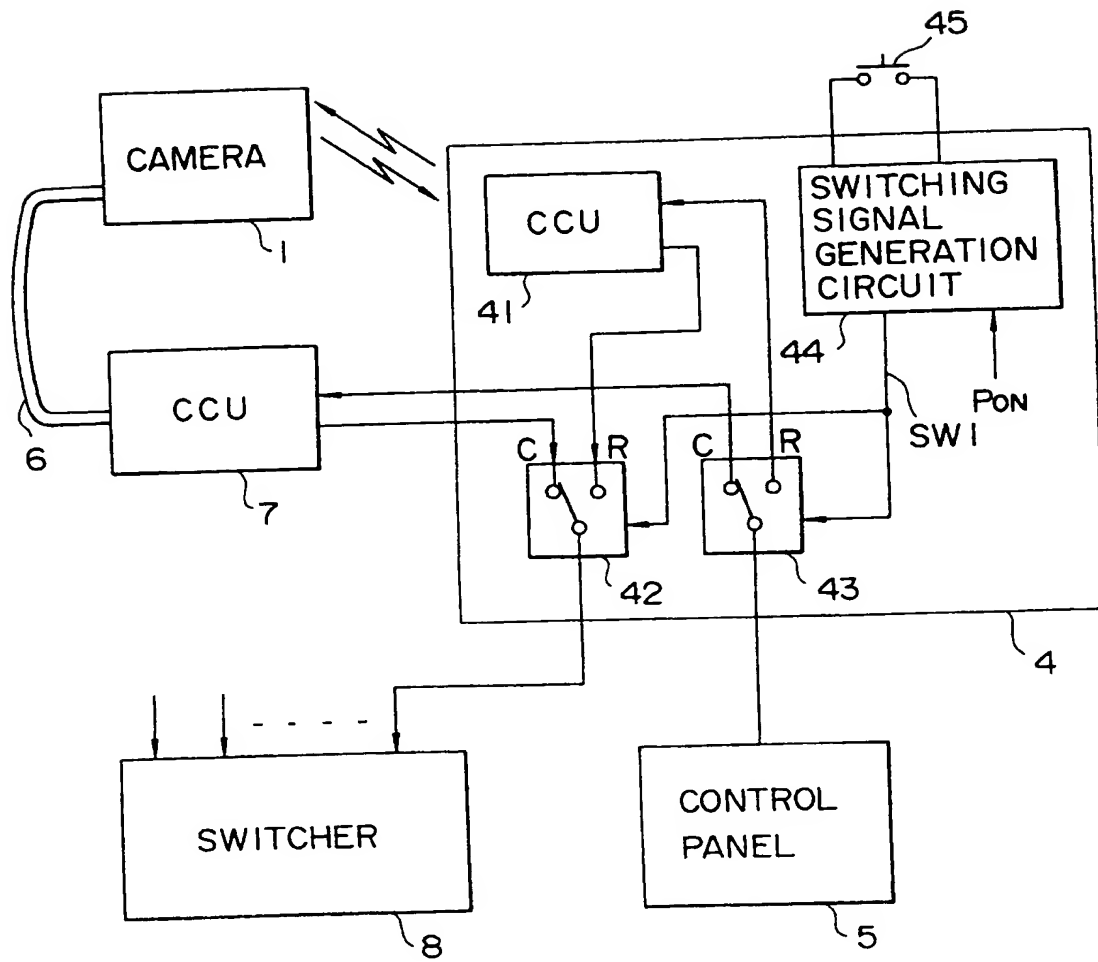 45
CAMERA
1
CCU
41
SWITCHING
SIGNAL
GENERATION
CIRCUIT
44
PON
SW1
6
CCU
7
C R
42
C R
43
4
SWITCHER
8
CONTROL
PANEL
5